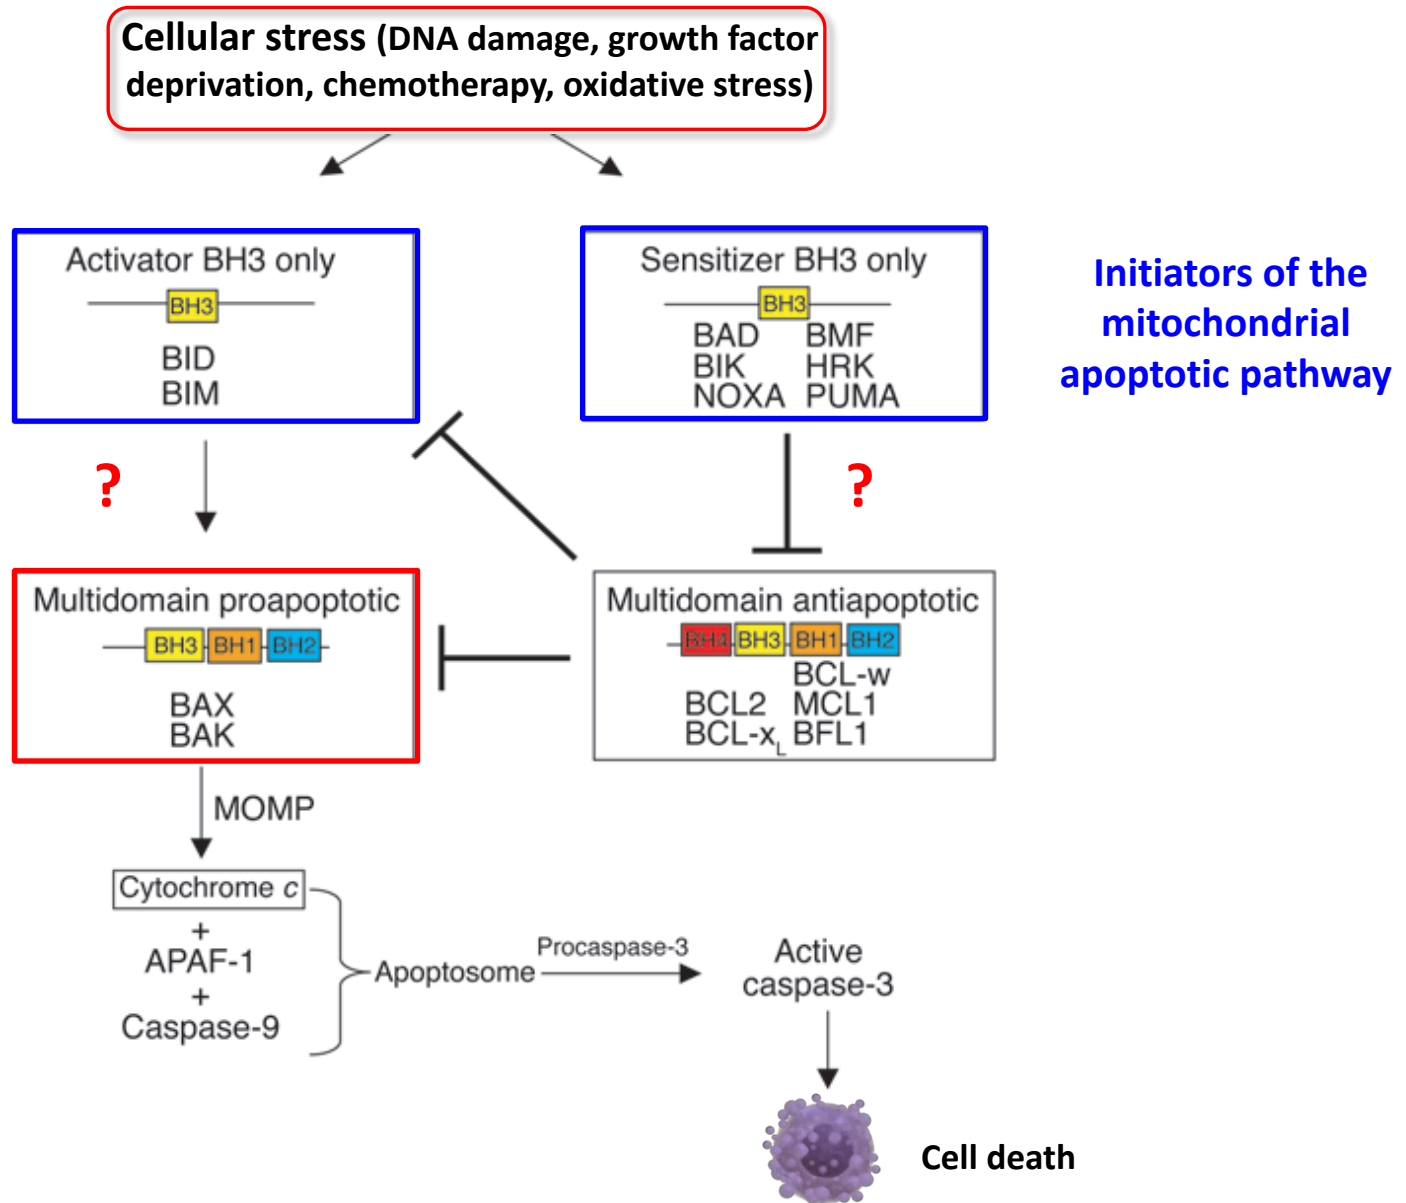 Cellular stress (DNA damage, growth factor
deprivation, chemotherapy, oxidative stress)
Activator BH3 only
BH3
BID
BIM
Sensitizer BH3 only
BH3
BAD BMF
BIK HRK
NOXA PUMA
Initiators of the
mitochondrial
apoptotic pathway
?
?
Multidomain proapoptotic
BH3 BH1 BH2
BAX
BAK
Multidomain antiapoptotic
BH4 BH3 BH1 BH2
BCL-w
BCL2 MCL1
BCL-xL BFL1
MOMP
Cytochrome c
+
APAF-1
+
Caspase-9
Apoptosome
Procaspase-3
Active
caspase-3
Cell death